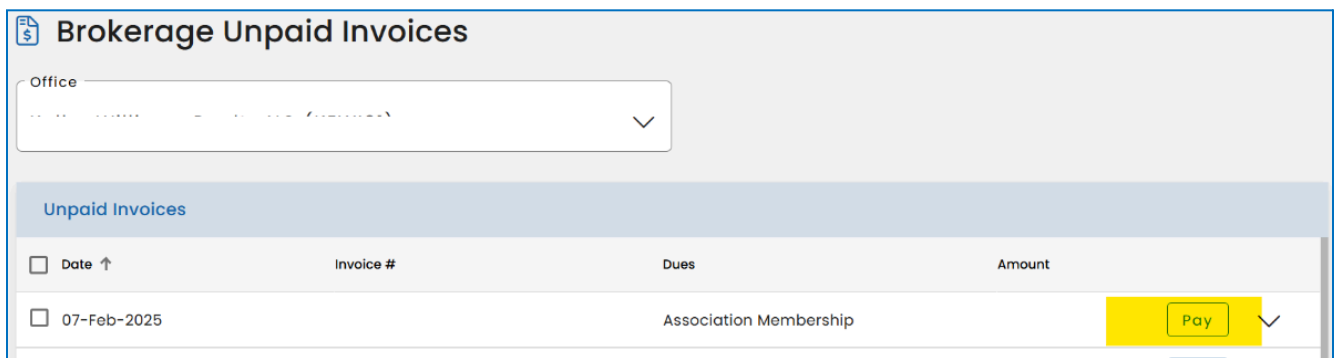 Brokerage Unpaid Invoices
Office
Unpaid Invoices
Date ↑ Invoice # Dues Amount
07-Feb-2025 Association Membership Pay